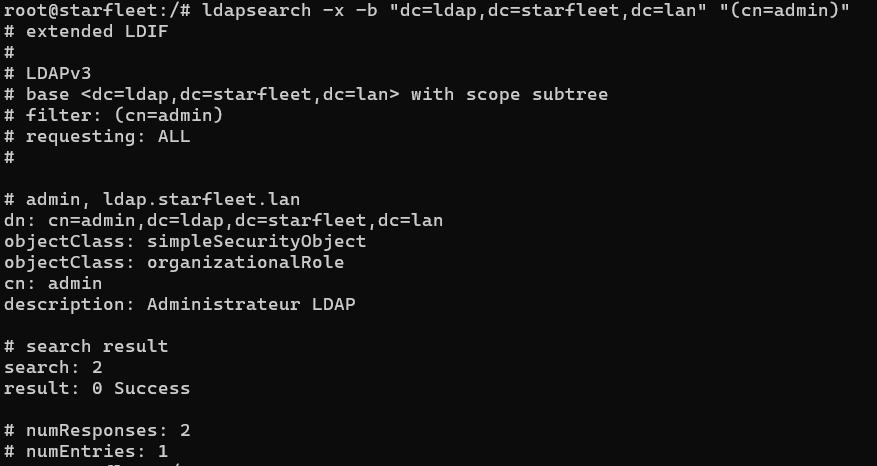 root@starfleet:/# ldapsearch -x -b "dc=ldap,dc=starfleet,dc=lan" "(cn=admin)"
# extended LDIF
#
# LDAPv3
# base <dc=ldap,dc=starfleet,dc=lan> with scope subtree
# filter: (cn=admin)
# requesting: ALL
#
# admin, ldap.starfleet.lan
dn: cn=admin,dc=ldap,dc=starfleet,dc=lan
objectClass: simpleSecurityObject
objectClass: organizationalRole
cn: admin
description: Administrateur LDAP
# search result
search: 2
result: 0 Success
# numResponses: 2
# numEntries: 1